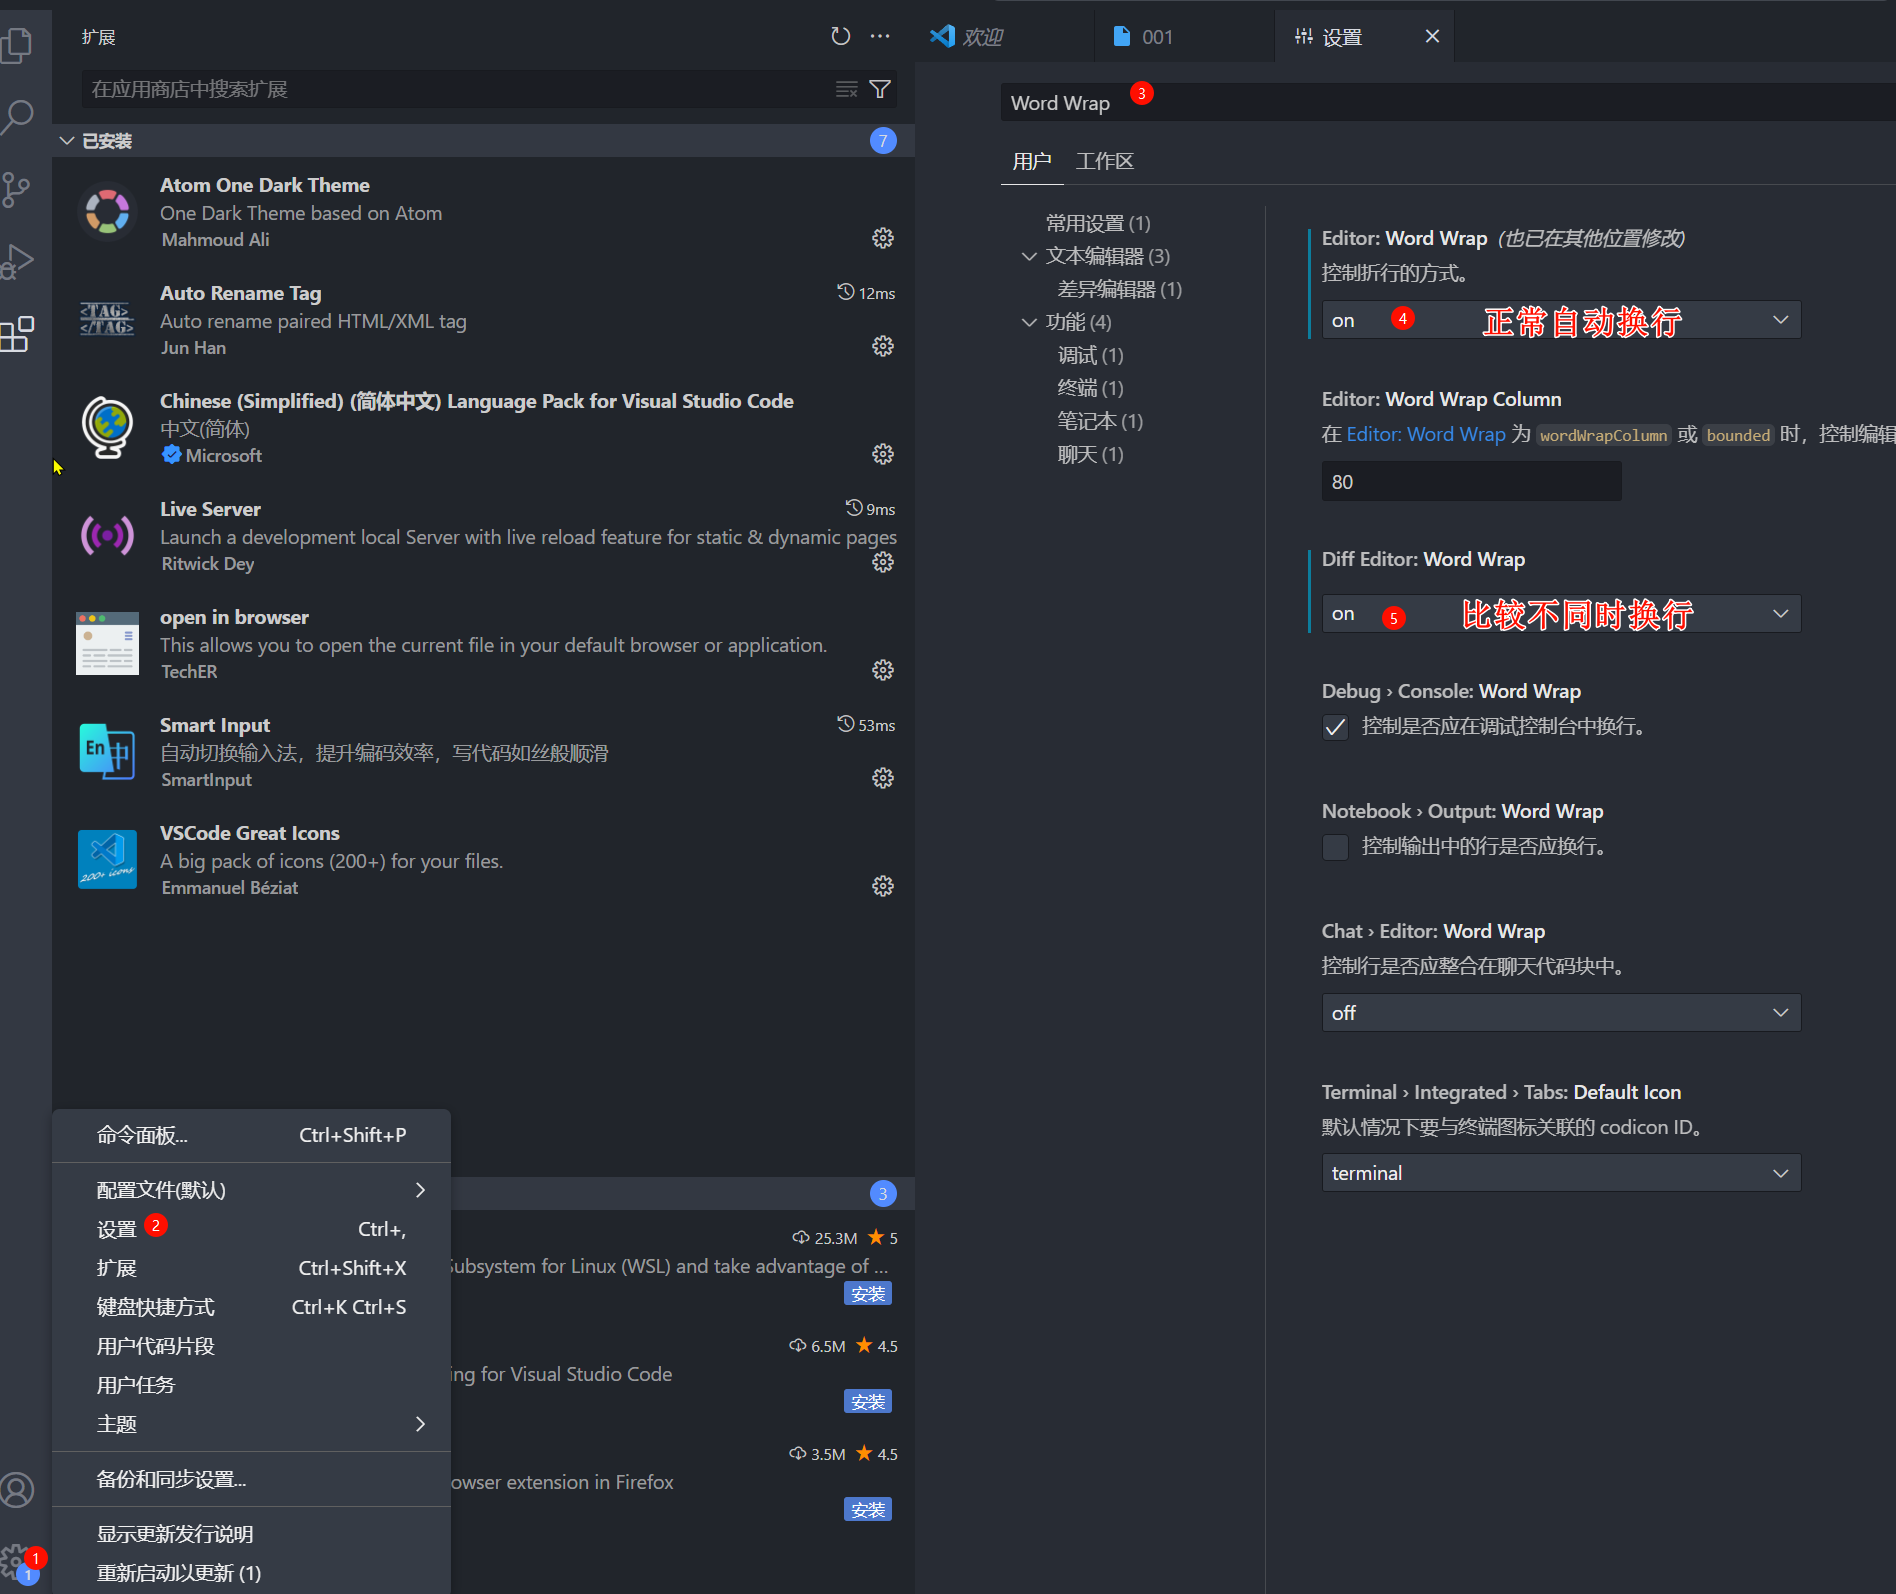 扩展
在应用商店中搜索扩展
已安装
7
Atom One Dark Theme
One Dark Theme based on Atom
Mahmoud Ali
<TAG>
</TAG>
Auto Rename Tag
12ms
Auto rename paired HTML/XML tag
Jun Han
Chinese (Simplified) (简体中文) Language Pack for Visual Studio Code
中文(简体)
Microsoft
Live Server
9ms
Launch a development local Server with live reload feature for static & dynamic pages
Ritwick Dey
open in browser
This allows you to open the current file in your default browser or application.
TechER
En 中
Smart Input
53ms
自动切换输入法，提升编码效率，写代码如丝般顺滑
SmartInput
200+ icons
VSCode Great Icons
A big pack of icons (200+) for your files.
Emmanuel Béziat
3
25.3M 5
Subsystem for Linux (WSL) and take advantage of ...
安装
6.5M 4.5
ing for Visual Studio Code
安装
3.5M 4.5
owser extension in Firefox
安装
命令面板... Ctrl+Shift+P
配置文件(默认)
设置 2 Ctrl+,
扩展 Ctrl+Shift+X
键盘快捷方式 Ctrl+K Ctrl+S
用户代码片段
用户任务
主题
备份和同步设置...
显示更新发行说明
重新启动以更新 (1)
1
1
欢迎
001
设置
Word Wrap 3
用户 工作区
常用设置 (1)
文本编辑器 (3)
差异编辑器 (1)
功能 (4)
调试 (1)
终端 (1)
笔记本 (1)
聊天 (1)
Editor: Word Wrap (也已在其他位置修改)
控制折行的方式。
on 4 正常自动换行
Editor: Word Wrap Column
在 Editor: Word Wrap 为 wordWrapColumn 或 bounded 时，控制编辑
80
Diff Editor: Word Wrap
on 5 比较不同时换行
Debug › Console: Word Wrap
控制是否应在调试控制台中换行。
Notebook › Output: Word Wrap
控制输出中的行是否应换行。
Chat › Editor: Word Wrap
控制行是否应整合在聊天代码块中。
off
Terminal › Integrated › Tabs: Default Icon
默认情况下要与终端图标关联的 codicon ID。
terminal